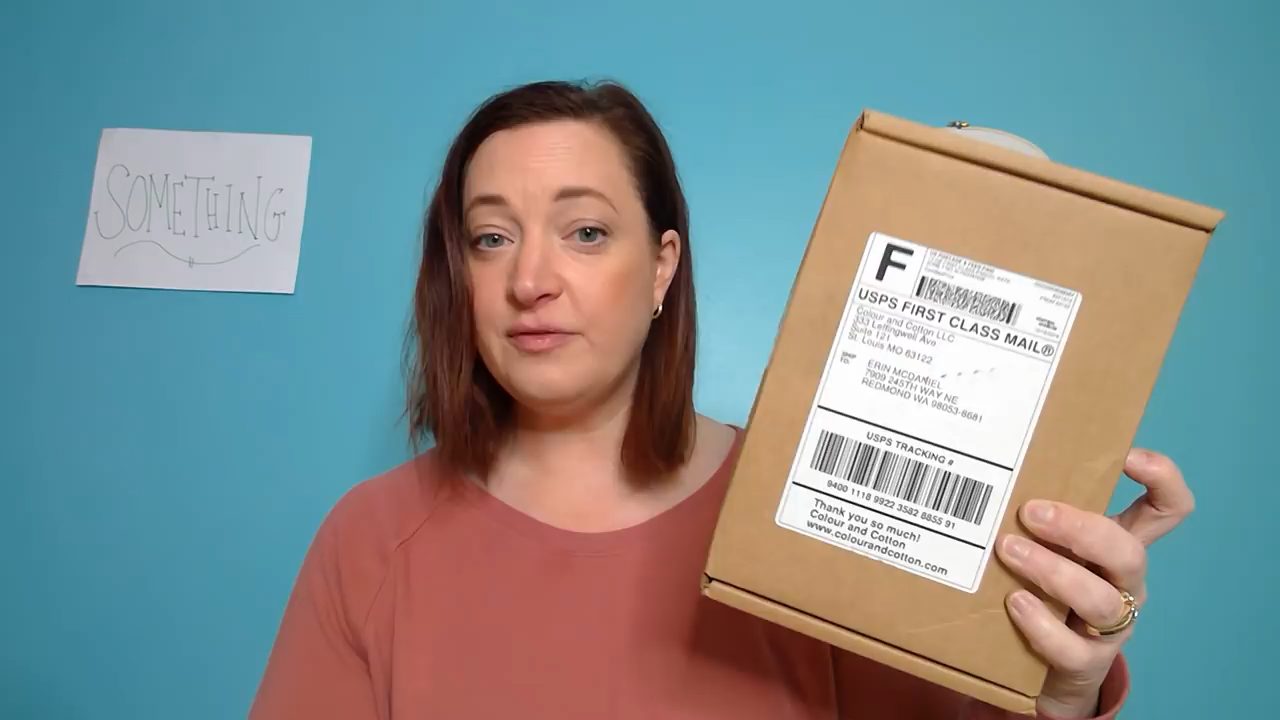 SOMETHING
F
USPS FIRST CLASS MAIL®
Colour and Cotton LLC
333 Leffingwell Ave
Suite 121
St. Louis MO 63122
SHIP
TO:
ERIN MCDANIEL
7909 245TH WAY NE
REDMOND WA 98053-8681
USPS TRACKING #
9400 1118 9922 3582 8855 91
Thank you so much!
Colour and Cotton
www.colourandcotton.com